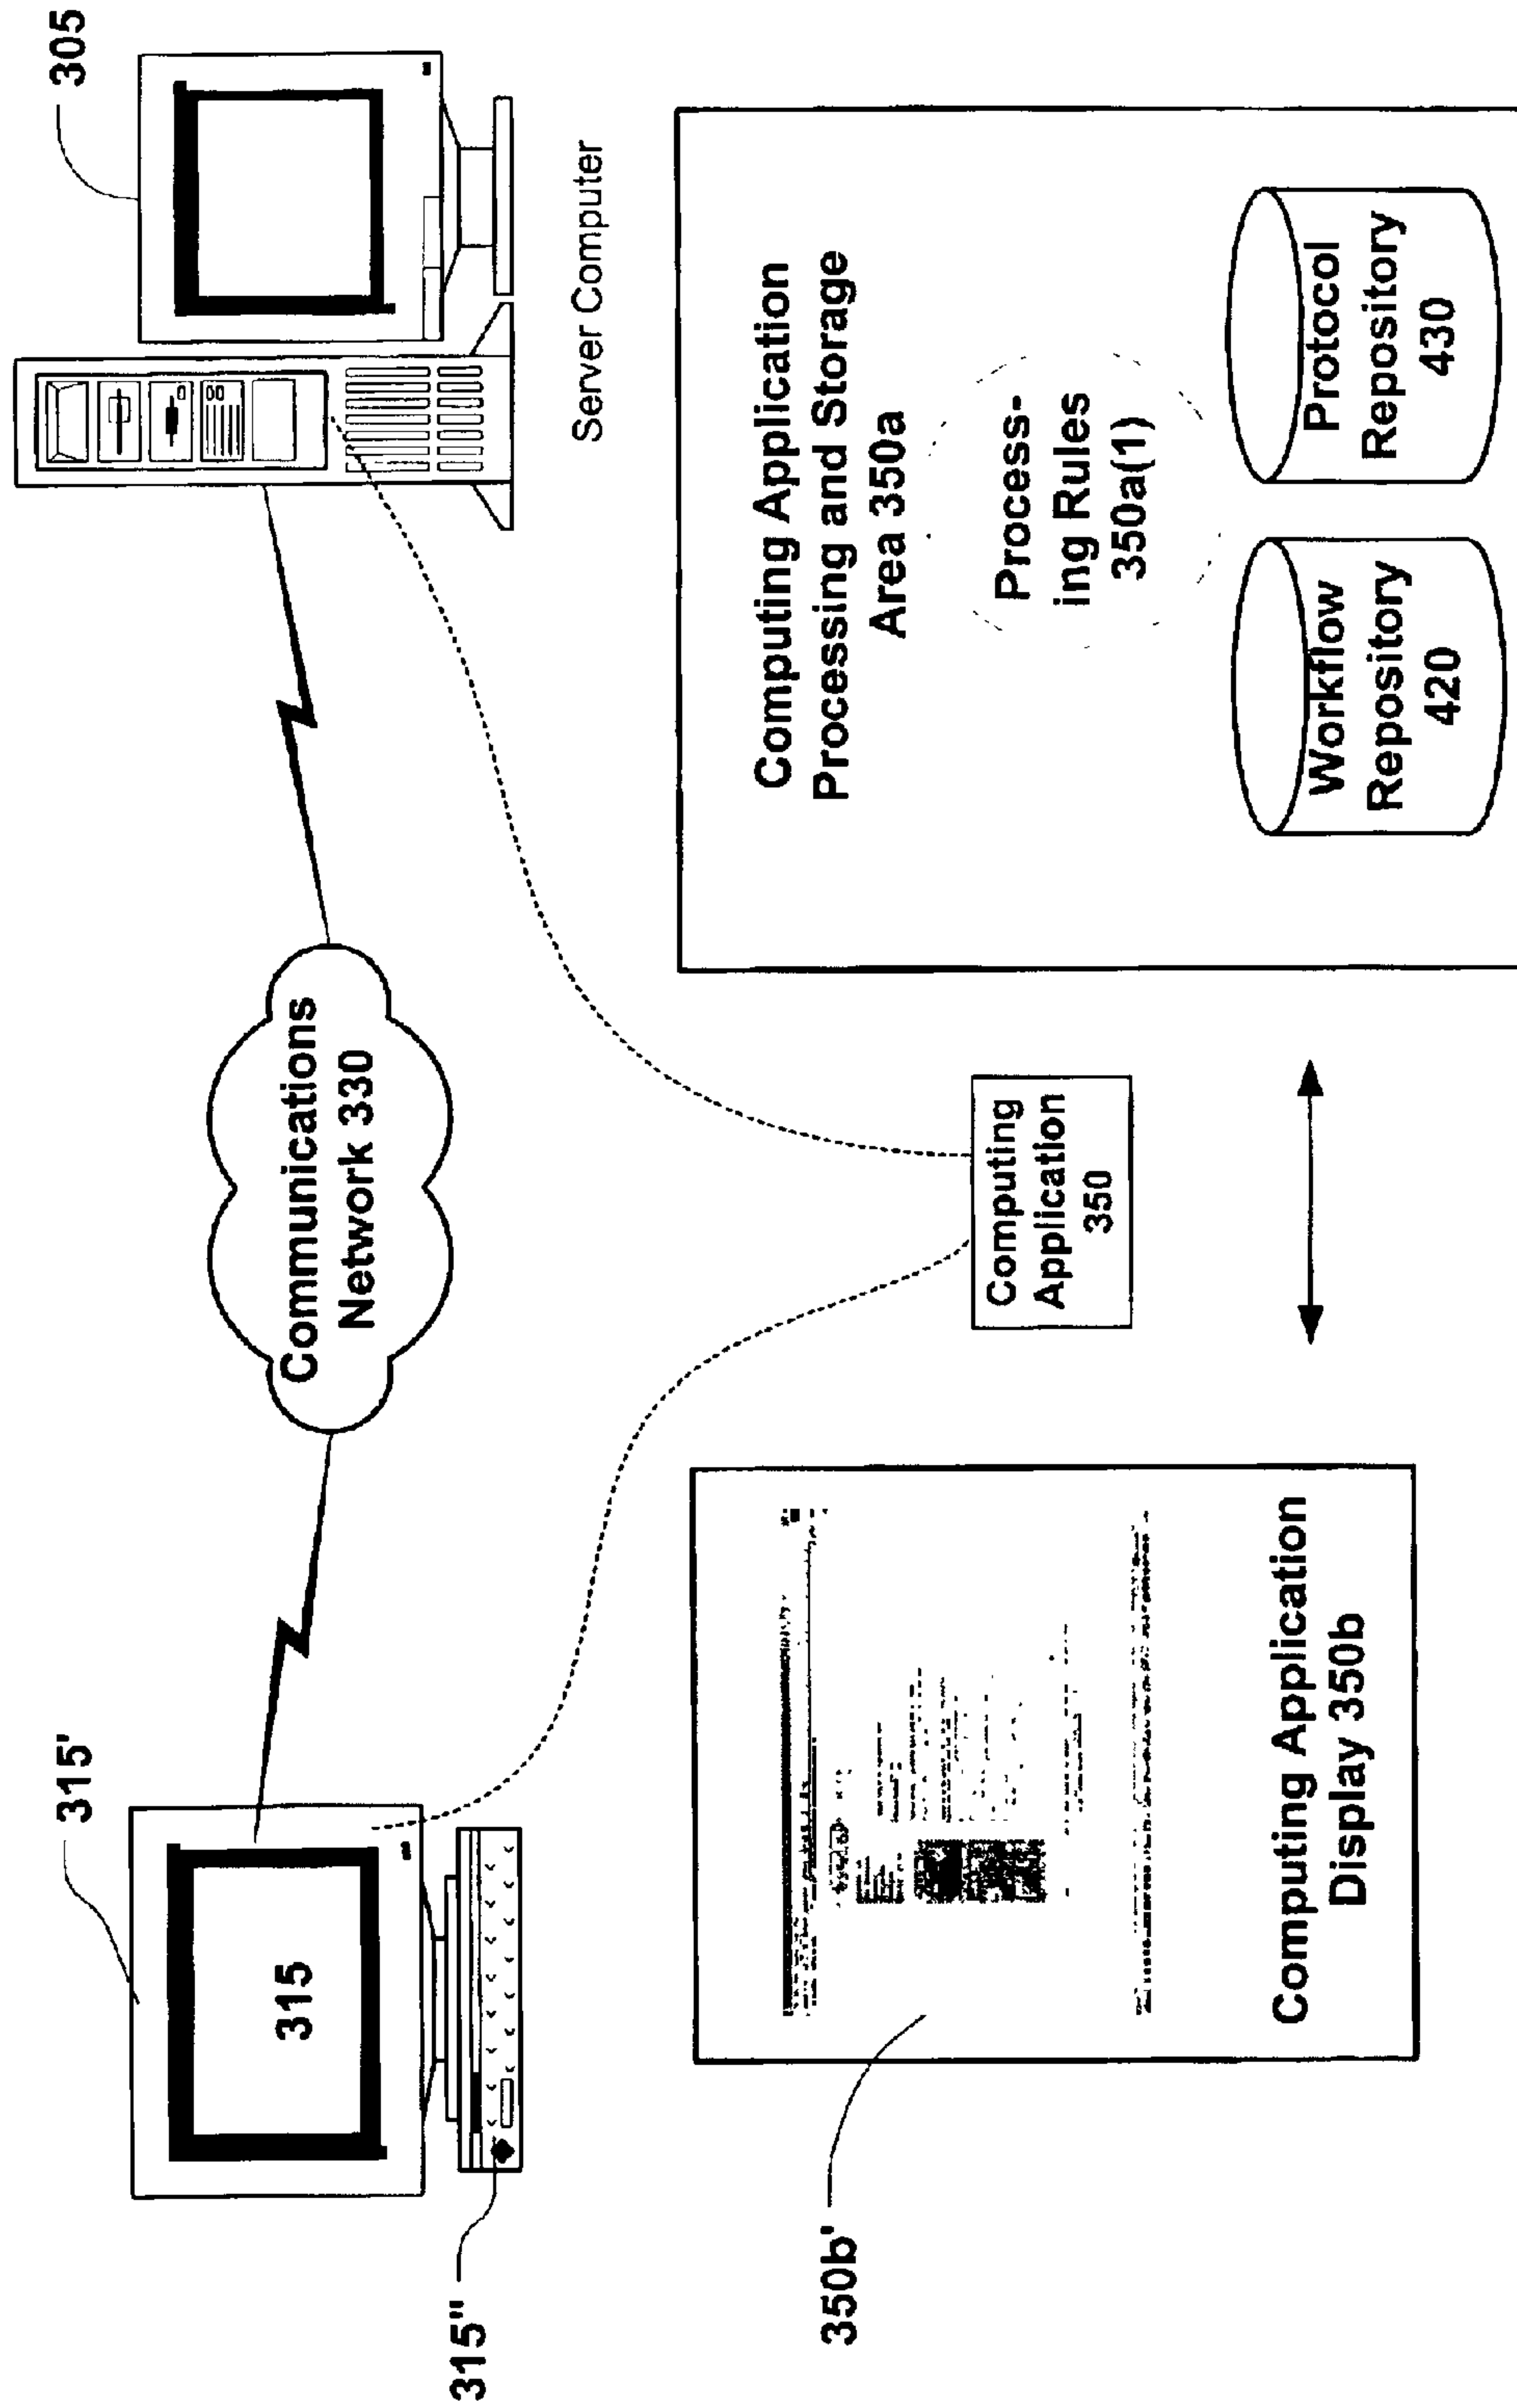 315'
305
315
315"
Communications
Network 330
Server Computer
Computing
Application
350
350b'
Computing Application
Display 350b
Computing Application
Processing and Storage
Area 350a
Process-
ing Rules
350a(1)
Workflow
Repository
420
Protocol
Repository
430